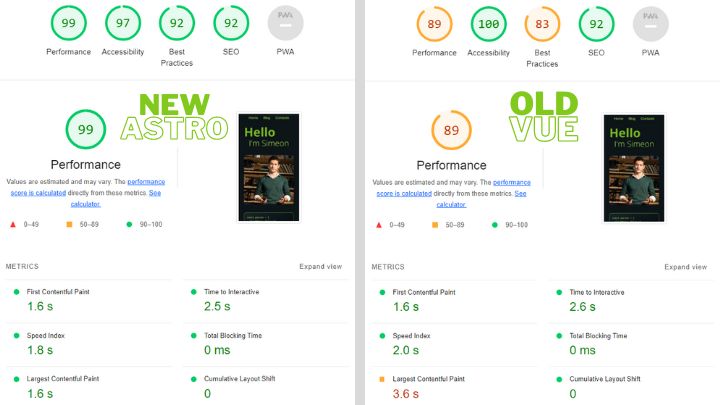 99
97
92
92
PWA
Performance
Accessibility
Best
Practices
SEO
PWA
99
NEW
ASTRO
Performance
Values are estimated and may vary. The performance
score is calculated directly from these metrics. See
calculator.
0–49
50–89
90–100
Home Blog Contacts
Hello
I'm Simeon
METRICS
Expand view
First Contentful Paint
1.6 s
Time to Interactive
2.5 s
Speed Index
1.8 s
Total Blocking Time
0 ms
Largest Contentful Paint
1.6 s
Cumulative Layout Shift
0
89
100
83
92
PWA
Performance
Accessibility
Best
Practices
SEO
PWA
89
OLD
VUE
Performance
Values are estimated and may vary. The performance
score is calculated directly from these metrics. See
calculator.
0–49
50–89
90–100
Home Blog Contacts
Hello
I'm Simeon
METRICS
Expand view
First Contentful Paint
1.6 s
Time to Interactive
2.6 s
Speed Index
2.0 s
Total Blocking Time
0 ms
Largest Contentful Paint
3.6 s
Cumulative Layout Shift
0